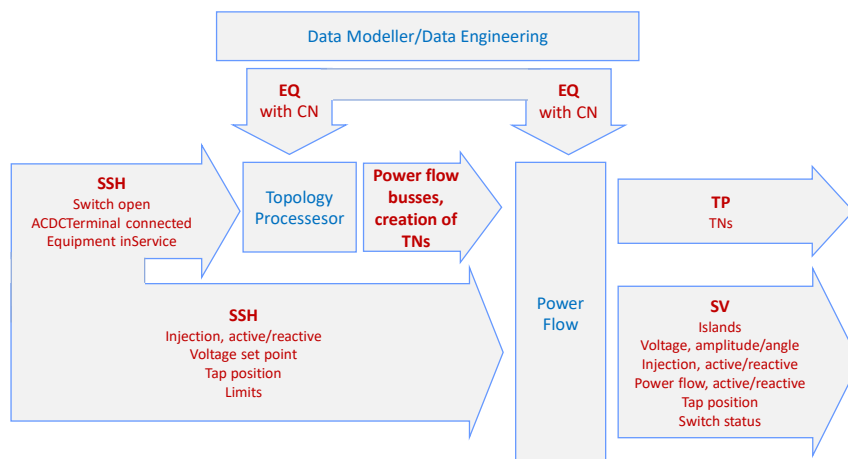 Data Modeller/Data Engineering
EQ
with CN
EQ
with CN
SSH
Switch open
ACDCTerminal connected
Equipment inService
Topology
Processesor
Power flow
busses,
creation of
TNs
TP
TNs
SSH
Injection, active/reactive
Voltage set point
Tap position
Limits
Power
Flow
SV
Islands
Voltage, amplitude/angle
Injection, active/reactive
Power flow, active/reactive
Tap position
Switch status